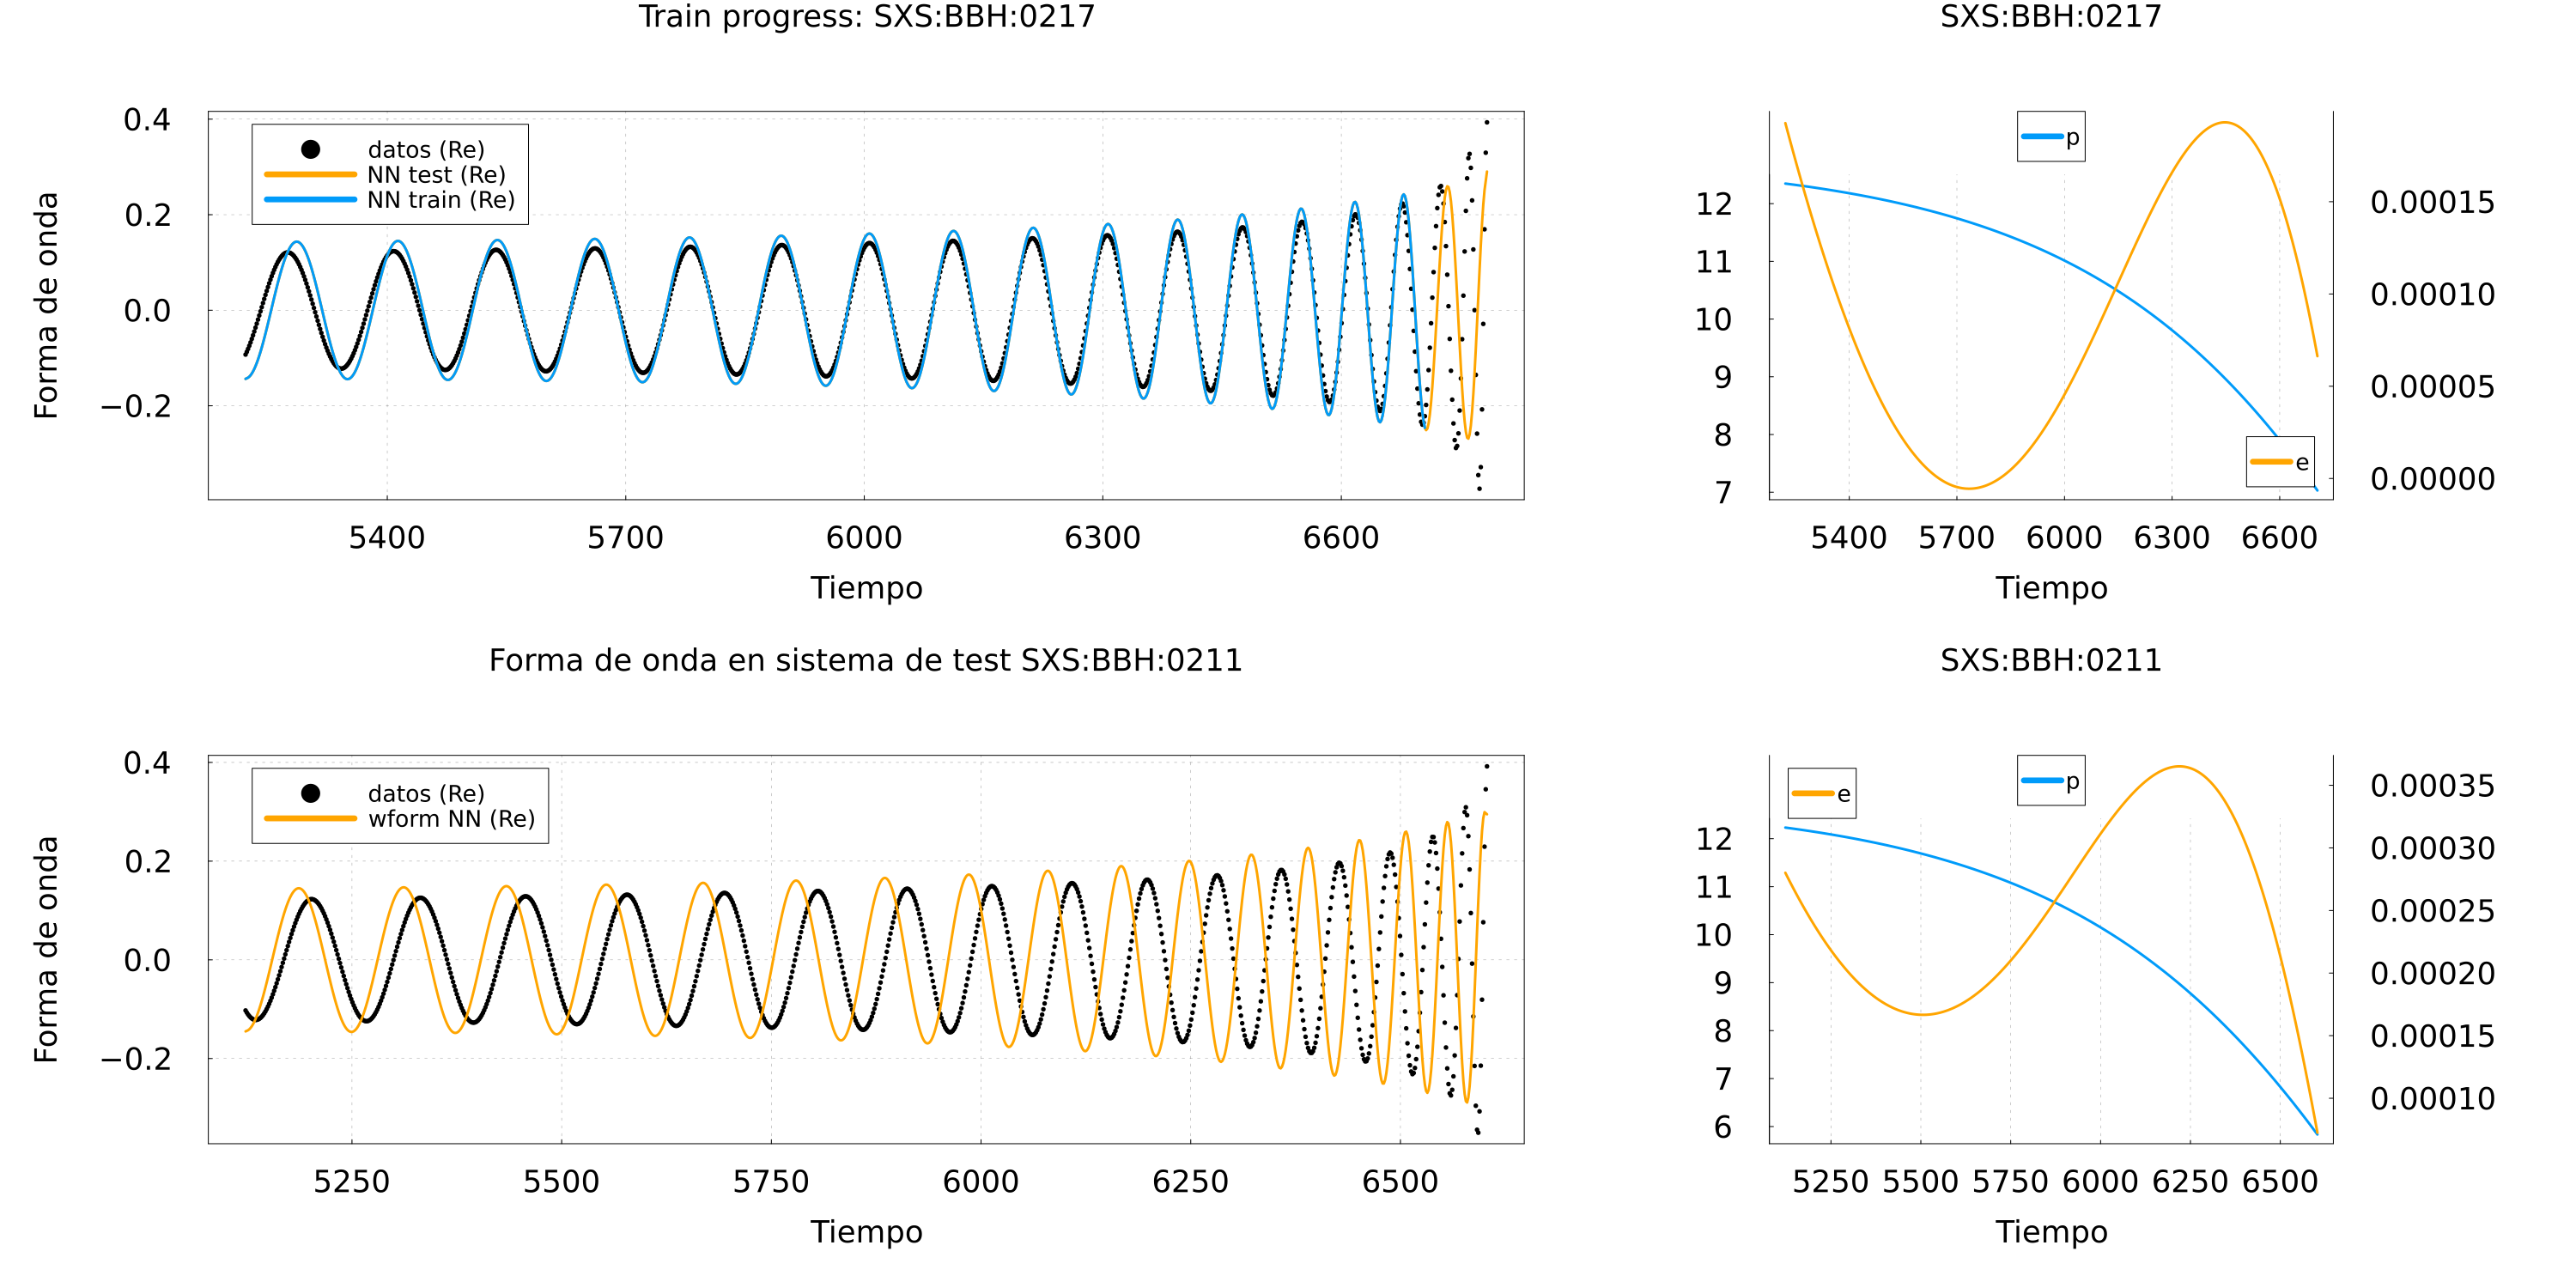 Train progress: SXS:BBH:0217
Forma de onda
0.4
0.2
0.0
−0.2
datos (Re)
NN test (Re)
NN train (Re)
5400 5700 6000 6300 6600
Tiempo
SXS:BBH:0217
12
11
10
9
8
7
p
e
0.00015
0.00010
0.00005
0.00000
5400 5700 6000 6300 6600
Tiempo
Forma de onda en sistema de test SXS:BBH:0211
Forma de onda
0.4
0.2
0.0
−0.2
datos (Re)
wform NN (Re)
5250 5500 5750 6000 6250 6500
Tiempo
SXS:BBH:0211
12
11
10
9
8
7
6
e
p
0.00035
0.00030
0.00025
0.00020
0.00015
0.00010
5250 5500 5750 6000 6250 6500
Tiempo